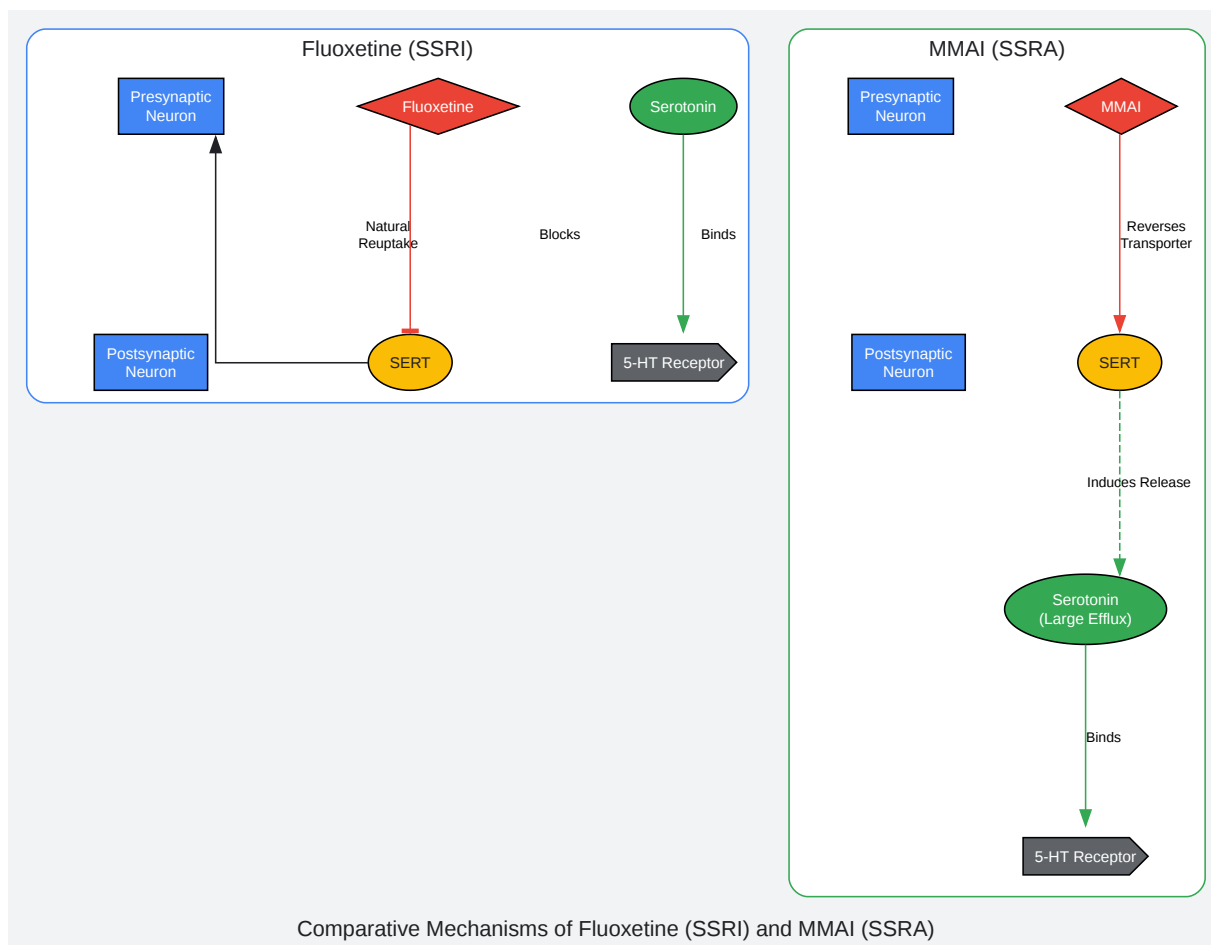 Fluoxetine (SSRI)
Presynaptic
Neuron
Fluoxetine
Serotonin
Natural
Reuptake
Blocks
Binds
Postsynaptic
Neuron
SERT
5-HT Receptor
MMAI (SSRA)
Presynaptic
Neuron
MMAI
Reverses
Transporter
Postsynaptic
Neuron
SERT
Induces Release
Serotonin
(Large Efflux)
Binds
5-HT Receptor
Comparative Mechanisms of Fluoxetine (SSRI) and MMAI (SSRA)